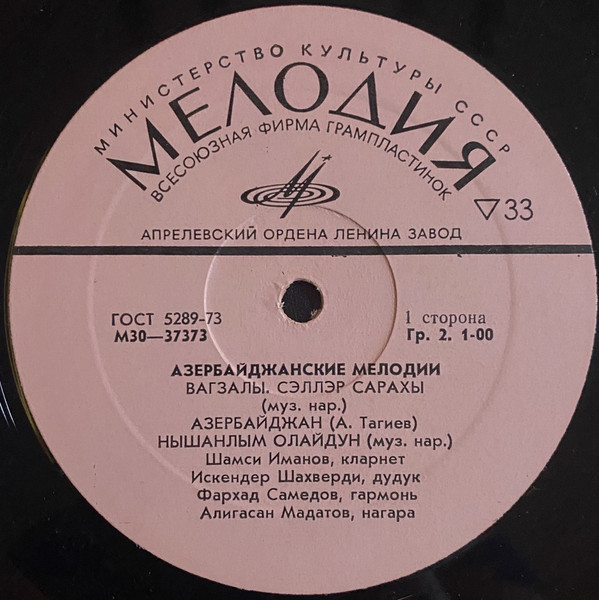 МИНИСТЕРСТВО КУЛЬТУРЫ СССР
МЕЛОДИЯ
ВСЕСОЮЗНАЯ ФИРМА ГРАМПЛАСТИНОК
▽33
АПРЕЛЕВСКИЙ ОРДЕНА ЛЕНИНА ЗАВОД
ГОСТ 5289-73 1 сторона
М30—37373 Гр. 2. 1-00
АЗЕРБАЙДЖАНСКИЕ МЕЛОДИИ
ВАГЗАЛЫ. СЭЛЛЭР САРАХЫ
(муз. нар.)
АЗЕРБАЙДЖАН (А. Тагиев)
НЫШАНЛЫМ ОЛАЙДУН (муз. нар.)
Шамси Иманов, кларнет
Искендер Шахверди, дудук
Фархад Самедов, гармонь
Алигасан Мадатов, нагара